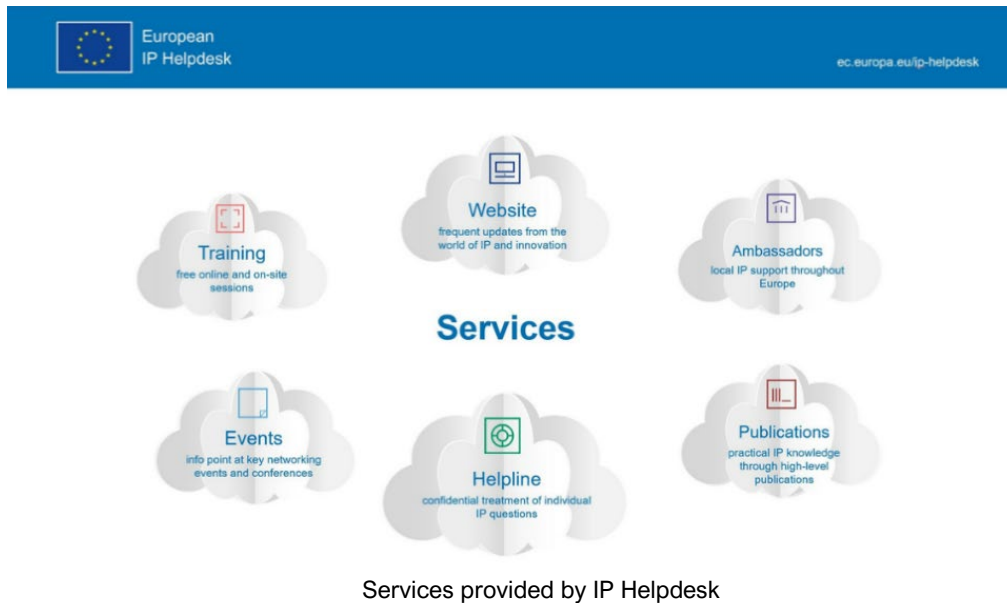 European
IP Helpdesk
ec.europa.eu/ip-helpdesk
Website
frequent updates from the
world of IP and innovation
Training
free online and on-site
sessions
Ambassadors
local IP support throughout
Europe
Services
Events
info point at key networking
events and conferences
Helpline
confidential treatment of individual
IP questions
Publications
practical IP knowledge
through high-level
publications
Services provided by IP Helpdesk